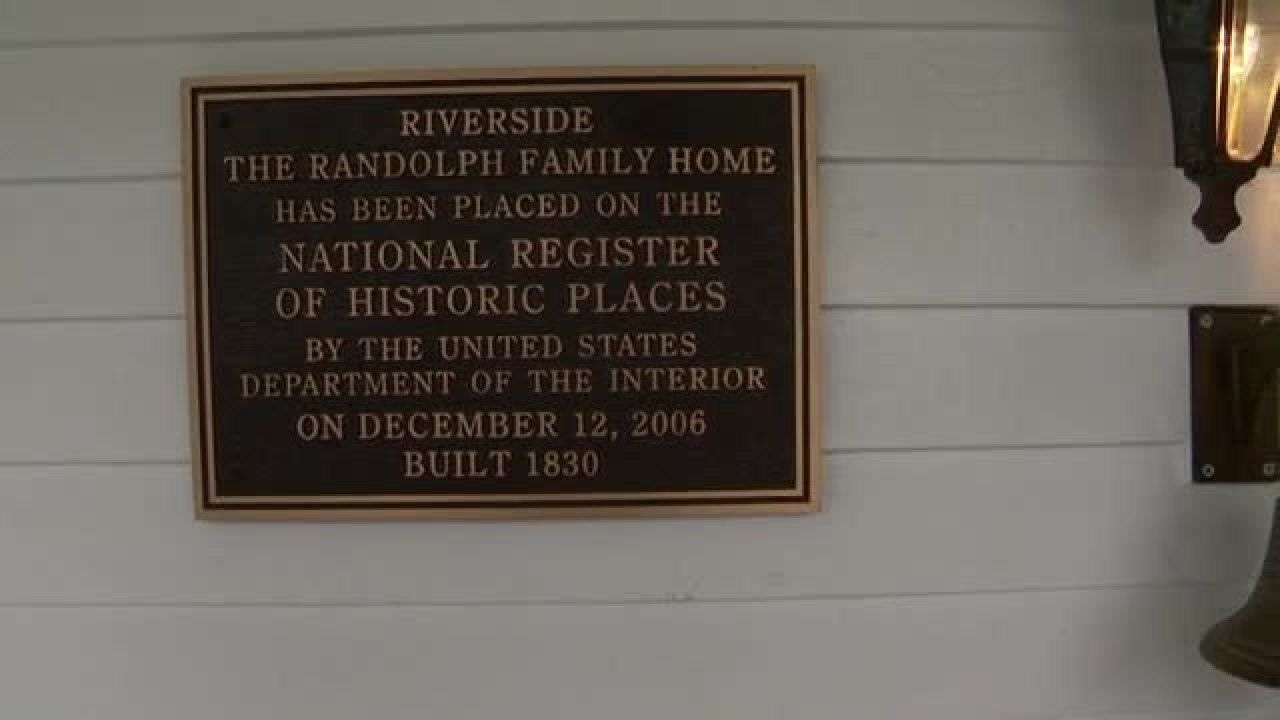 RIVERSIDE
THE RANDOLPH FAMILY HOME
HAS BEEN PLACED ON THE
NATIONAL REGISTER
OF HISTORIC PLACES
BY THE UNITED STATES
DEPARTMENT OF THE INTERIOR
ON DECEMBER 12, 2006
BUILT 1830